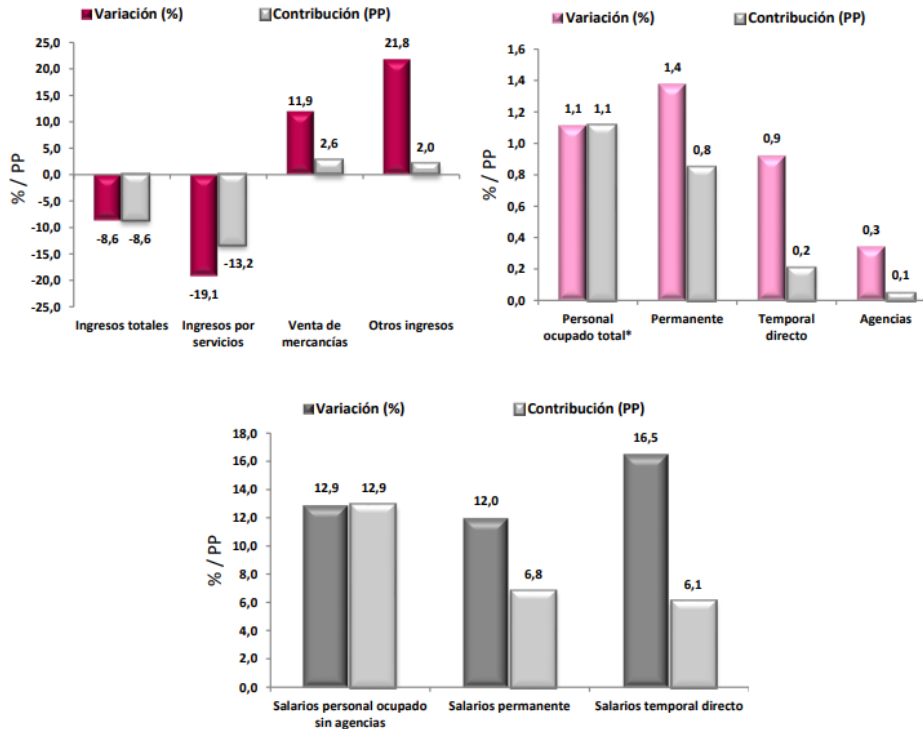 Variación (%) Contribución (PP)
% / PP
25,0
20,0
15,0
10,0
5,0
0,0
-5,0
-10,0
-15,0
-20,0
-25,0
-8,6 -8,6
-19,1 -13,2
11,9 2,6
21,8 2,0
Ingresos totales
Ingresos por
servicios
Venta de
mercancías
Otros ingresos
Variación (%) Contribución (PP)
% / PP
1,6
1,4
1,2
1,0
0,8
0,6
0,4
0,2
0,0
1,1 1,1
1,4 0,8
0,9 0,2
0,3 0,1
Personal
ocupado total*
Permanente
Temporal
directo
Agencias
Variación (%) Contribución (PP)
% / PP
18,0
16,0
14,0
12,0
10,0
8,0
6,0
4,0
2,0
0,0
12,9 12,9
12,0 6,8
16,5 6,1
Salarios personal ocupado
sin agencias
Salarios permanente
Salarios temporal directo